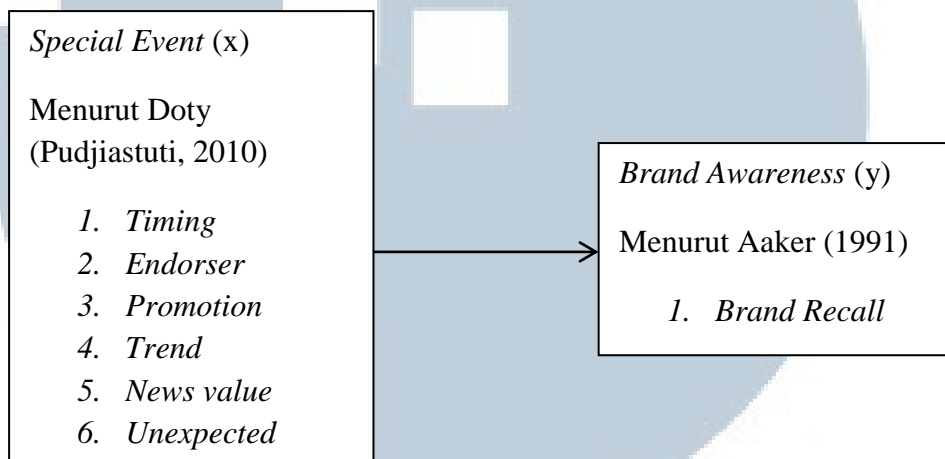 Special Event (x)
Menurut Doty
(Pudjiastuti, 2010)
1. Timing
2. Endorser
3. Promotion
4. Trend
5. News value
6. Unexpected
Brand Awareness (y)
Menurut Aaker (1991)
1. Brand Recall